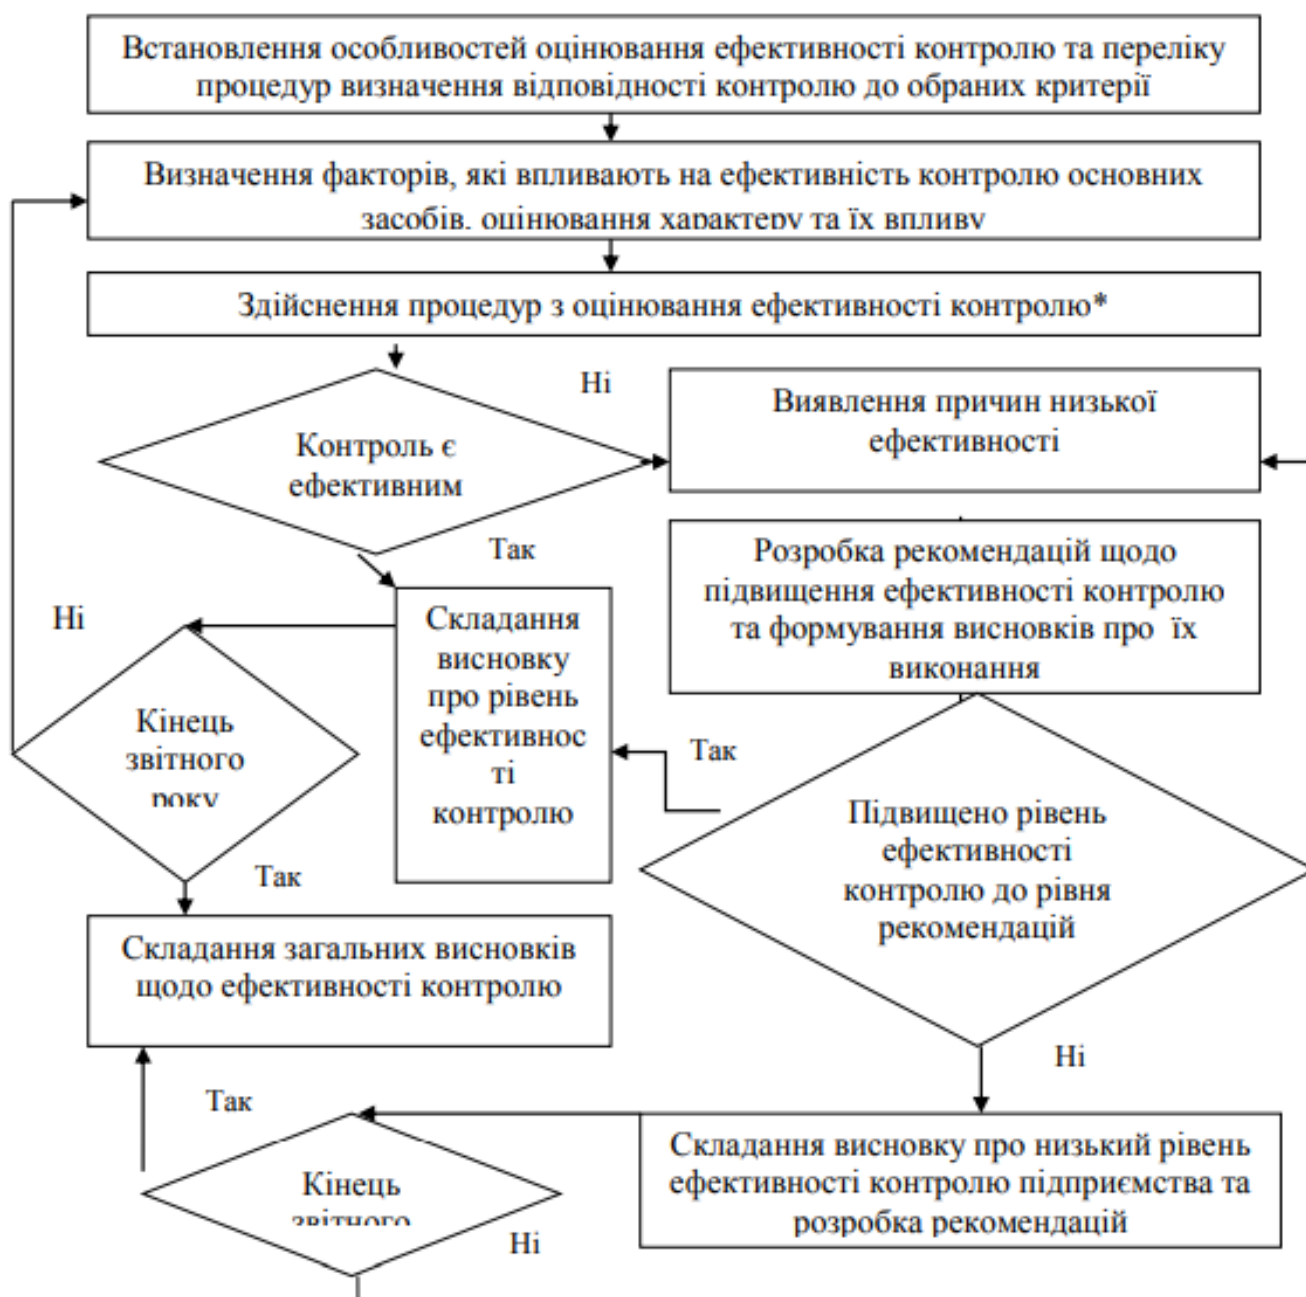 Встановлення особливостей оцінювання ефективності контролю та переліку
процедур визначення відповідності контролю до обраних критерії
Визначення факторів, які впливають на ефективність контролю основних
засобів, оцінювання характеру та їх впливу
Здійснення процедур з оцінювання ефективності контролю*
Ні
Контроль є
ефективним
Виявлення причин низької
ефективності
Так
Розробка рекомендацій щодо
підвищення ефективності контролю
та формування висновків про їх
виконання
Ні
Складання
висновку
про рівень
ефективнос
ті
контролю
Кінець
звітного
року
Так
Підвищено рівень
ефективності
контролю до рівня
рекомендацій
Так
Складання загальних висновків
щодо ефективності контролю
Ні
Так
Складання висновку про низький рівень
ефективності контролю підприємства та
розробка рекомендацій
Кінець
звітного
Ні